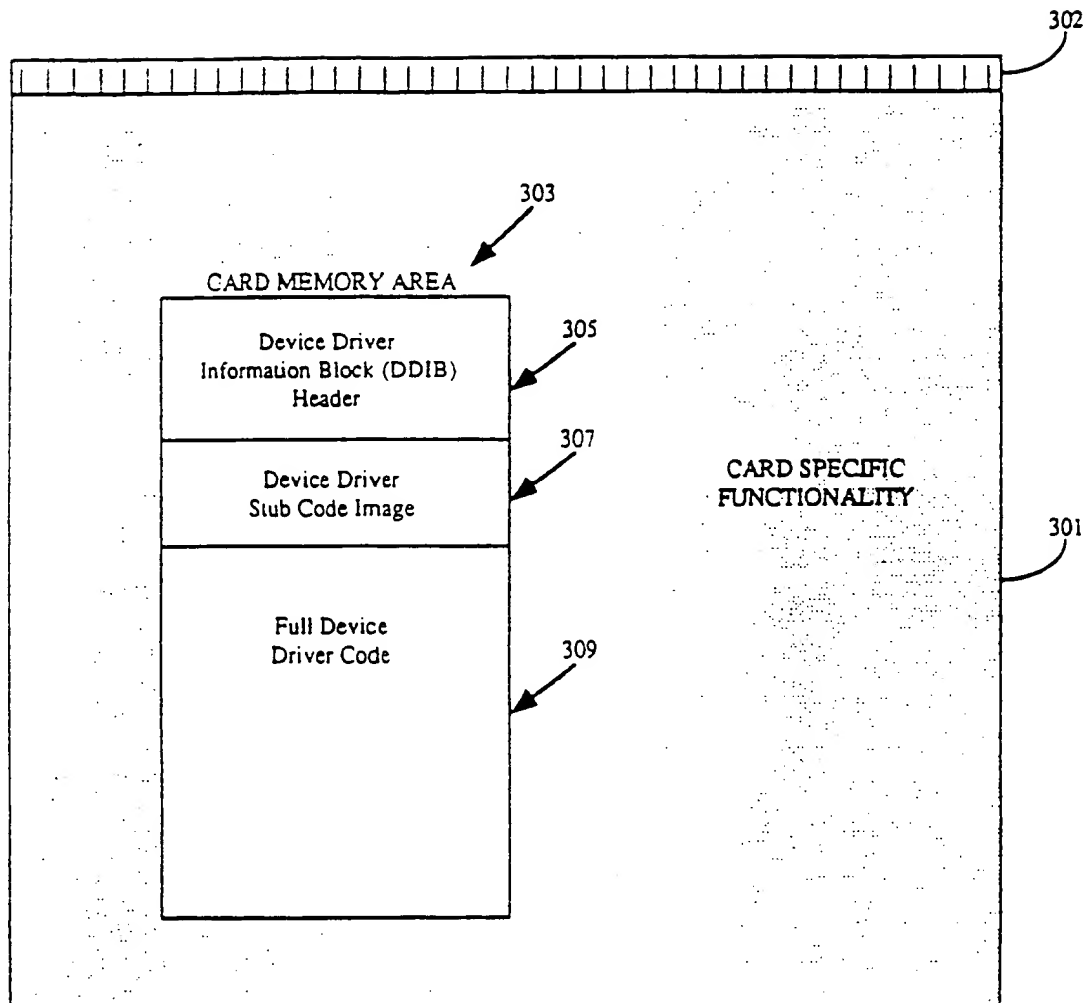 302
303
CARD MEMORY AREA
Device Driver
Information Block (DDIB)
Header
305
Device Driver
Stub Code Image
307
CARD SPECIFIC
FUNCTIONALITY
301
Full Device
Driver Code
309